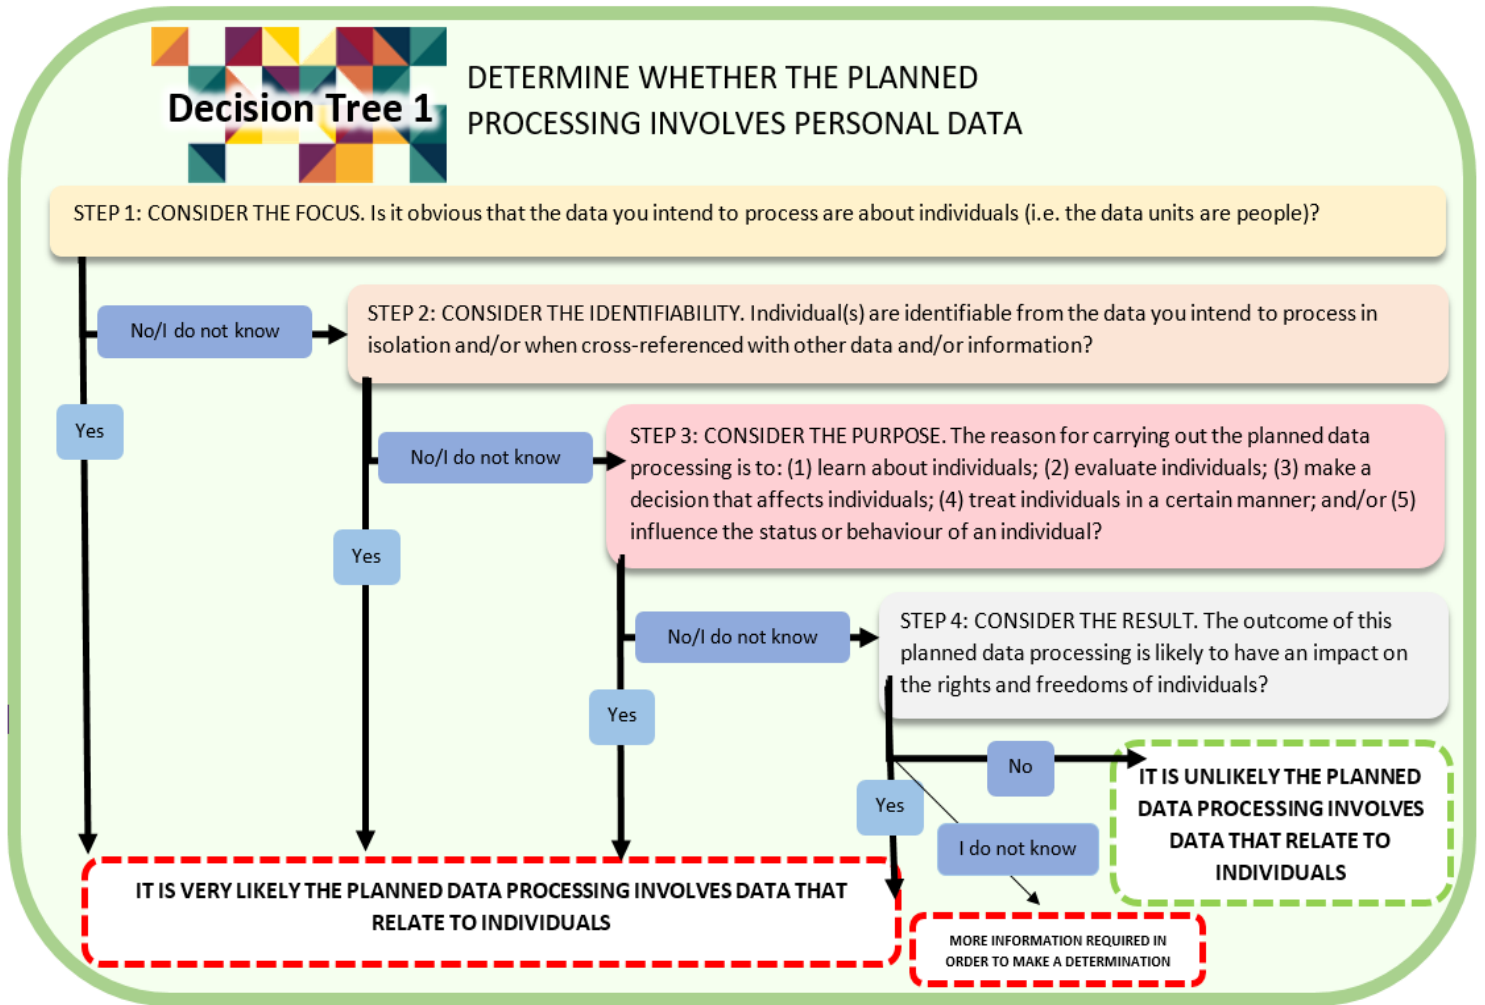 Decision Tree 1
DETERMINE WHETHER THE PLANNED
PROCESSING INVOLVES PERSONAL DATA
STEP 1: CONSIDER THE FOCUS. Is it obvious that the data you intend to process are about individuals (i.e. the data units are people)?
No/I do not know
STEP 2: CONSIDER THE IDENTIFIABILITY. Individual(s) are identifiable from the data you intend to process in
isolation and/or when cross-referenced with other data and/or information?
Yes
No/I do not know
STEP 3: CONSIDER THE PURPOSE. The reason for carrying out the planned data
processing is to: (1) learn about individuals; (2) evaluate individuals; (3) make a
decision that affects individuals; (4) treat individuals in a certain manner; and/or (5)
influence the status or behaviour of an individual?
Yes
No/I do not know
STEP 4: CONSIDER THE RESULT. The outcome of this
planned data processing is likely to have an impact on
the rights and freedoms of individuals?
Yes
No
Yes
I do not know
IT IS UNLIKELY THE PLANNED
DATA PROCESSING INVOLVES
DATA THAT RELATE TO
INDIVIDUALS
IT IS VERY LIKELY THE PLANNED DATA PROCESSING INVOLVES DATA THAT
RELATE TO INDIVIDUALS
MORE INFORMATION REQUIRED IN
ORDER TO MAKE A DETERMINATION